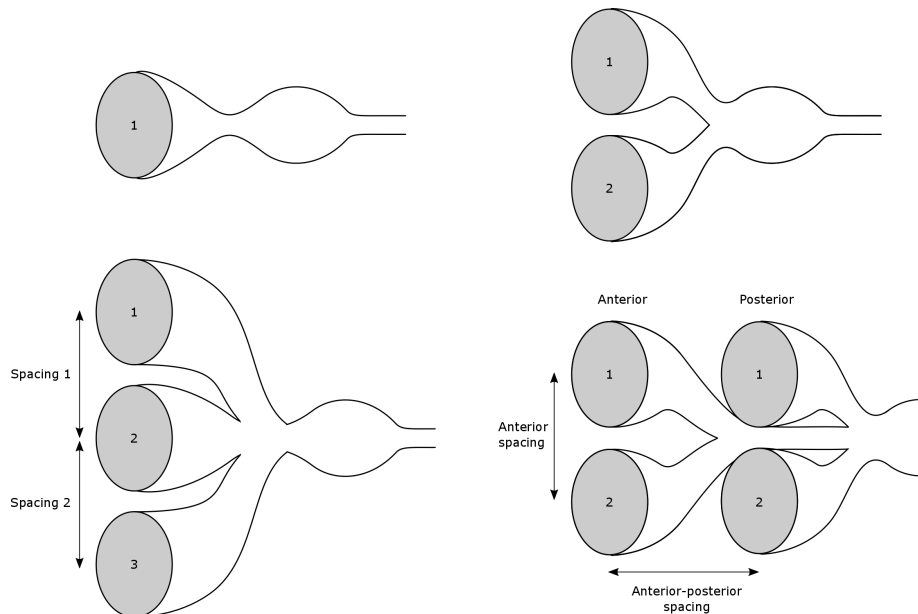 1
1
2
1
Spacing 1
2
Spacing 2
3
Anterior
Posterior
1
1
Anterior
spacing
2
2
Anterior-posterior
spacing